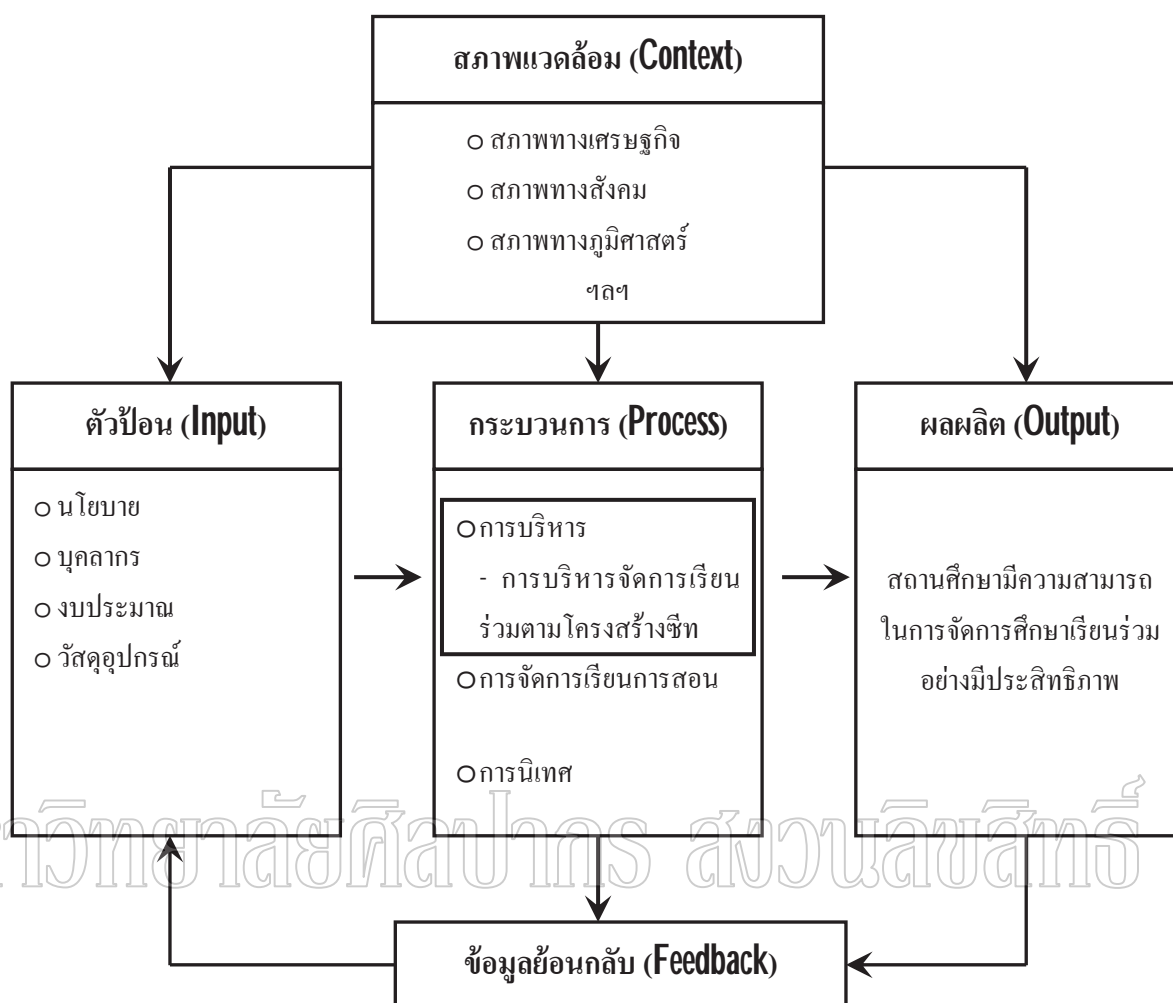 สภาพแวดล้อม (Context)
o สภาพทางเศรษฐกิจ
o สภาพทางสังคม
o สภาพทางภูมิศาสตร์
ฯลฯ
ตัวป้อน (Input)
o นโยบาย
o บุคลากร
o งบประมาณ
o วัสดุอุปกรณ์
กระบวนการ (Process)
o การบริหาร
- การบริหารจัดการเรียน
ร่วมตามโครงสร้างซีท
o การจัดการเรียนการสอน
o การนิเทศ
ผลผลิต (Output)
สถานศึกษามีความสามารถ
ในการจัดการศึกษาเรียนร่วม
อย่างมีประสิทธิภาพ
าวิทยาลัยศิลปากร สงวนลิขสิทธิ์
ข้อมูลย้อนกลับ (Feedback)